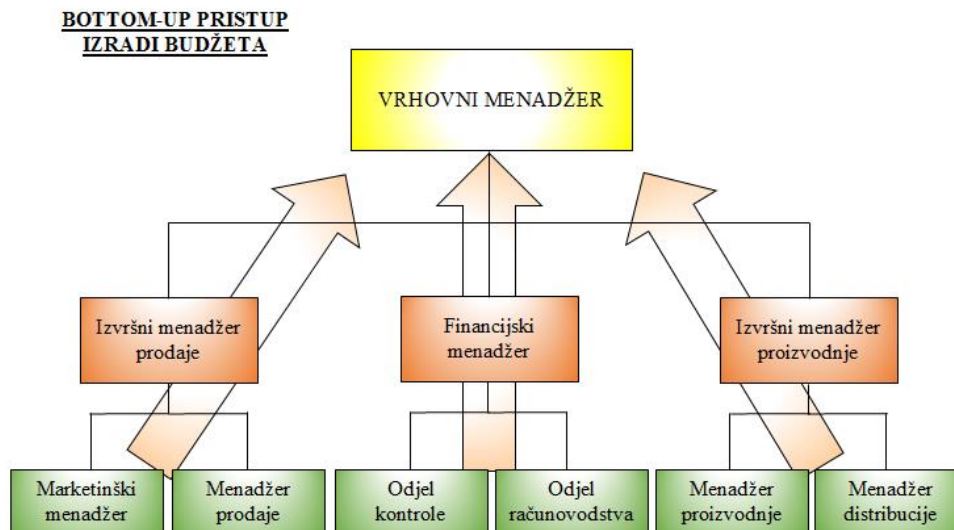 BOTTOM-UP PRISTUP
IZRADI BUDŽETA
VRHOVNI MENADŽER
Izvršni menadžer
prodaje
Financijski
menadžer
Izvršni menadžer
proizvodnje
Marketinški
menadžer
Menadžer
prodaje
Odjel
kontrole
Odjel
računovodstva
Menadžer
proizvodnje
Menadžer
distribucije